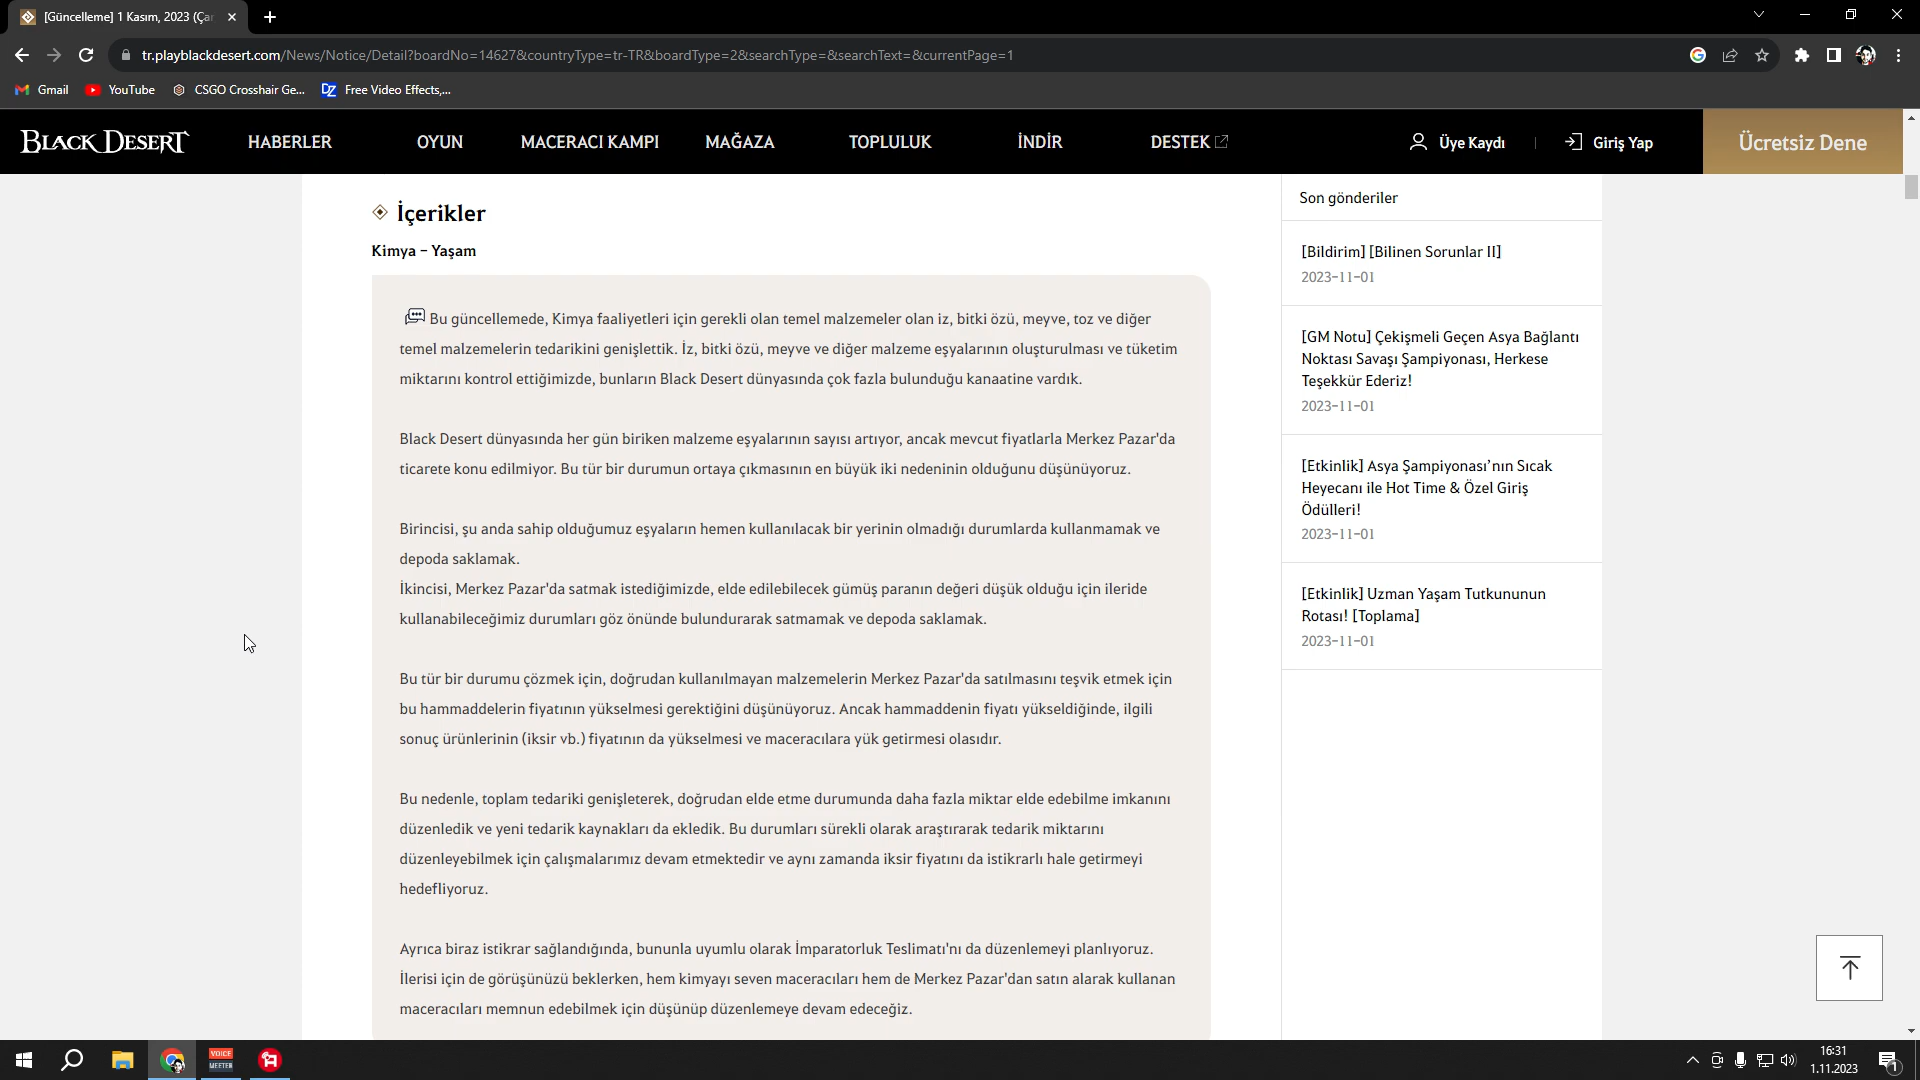 [Güncelleme] 1 Kasım, 2023 (Çar
tr.playblackdesert.com/News/Notice/Detail?boardNo=14627&countryType=tr-TR&boardType=2&searchType=&searchText=&currentPage=1
Gmail
YouTube
CSGO Crosshair Ge...
DZ
Free Video Effects,...
BLACK DESERT
HABERLER
OYUN
MACERACI KAMPI
MAĞAZA
TOPLULUK
İNDİR
DESTEK
Üye Kaydı
Giriş Yap
Ücretsiz Dene
İçerikler
Kimya – Yaşam
Bu güncellemede, Kimya faaliyetleri için gerekli olan temel malzemeler olan iz, bitki özü, meyve, toz ve diğer
temel malzemelerin tedarikini genişlettik. İz, bitki özü, meyve ve diğer malzeme eşyalarının oluşturulması ve tüketim
miktarını kontrol ettiğimizde, bunların Black Desert dünyasında çok fazla bulunduğu kanaatine vardık.
Black Desert dünyasında her gün biriken malzeme eşyalarının sayısı artıyor, ancak mevcut fiyatlarla Merkez Pazar'da
ticarete konu edilmiyor. Bu tür bir durumun ortaya çıkmasının en büyük iki nedeninin olduğunu düşünüyoruz.
Birincisi, şu anda sahip olduğumuz eşyaların hemen kullanılacak bir yerinin olmadığı durumlarda kullanmamak ve
depoda saklamak.
İkincisi, Merkez Pazar'da satmak istediğimizde, elde edilebilecek gümüş paranın değeri düşük olduğu için ileride
kullanabileceğimiz durumları göz önünde bulundurarak satmamak ve depoda saklamak.
Bu tür bir durumu çözmek için, doğrudan kullanılmayan malzemelerin Merkez Pazar'da satılmasını teşvik etmek için
bu hammaddelerin fiyatının yükselmesi gerektiğini düşünüyoruz. Ancak hammaddenin fiyatı yükseldiğinde, ilgili
sonuç ürünlerinin (iksir vb.) fiyatının da yükselmesi ve maceracılara yük getirmesi olasıdır.
Bu nedenle, toplam tedariki genişleterek, doğrudan elde etme durumunda daha fazla miktar elde edebilme imkanını
düzenledik ve yeni tedarik kaynakları da ekledik. Bu durumları sürekli olarak araştırarak tedarik miktarını
düzenleyebilmek için çalışmalarımız devam etmektedir ve aynı zamanda iksir fiyatını da istikrarlı hale getirmeyi
hedefliyoruz.
Ayrıca biraz istikrar sağlandığında, bununla uyumlu olarak İmparatorluk Teslimatı'nı da düzenlemeyi planlıyoruz.
İlerisi için de görüşünüzü beklerken, hem kimyayı seven maceracıları hem de Merkez Pazar'dan satın alarak kullanan
maceracıları memnun edebilmek için düşünüp düzenlemeye devam edeceğiz.
Son gönderiler
[Bildirim] [Bilinen Sorunlar II]
2023-11-01
[GM Notu] Çekişmeli Geçen Asya Bağlantı
Noktası Savaşı Şampiyonası, Herkese
Teşekkür Ederiz!
2023-11-01
[Etkinlik] Asya Şampiyonası’nın Sıcak
Heyecanı ile Hot Time & Özel Giriş
Ödülleri!
2023-11-01
[Etkinlik] Uzman Yaşam Tutkununun
Rotası! [Toplama]
2023-11-01
VOICE
MEETER
16:31
1.11.2023
1